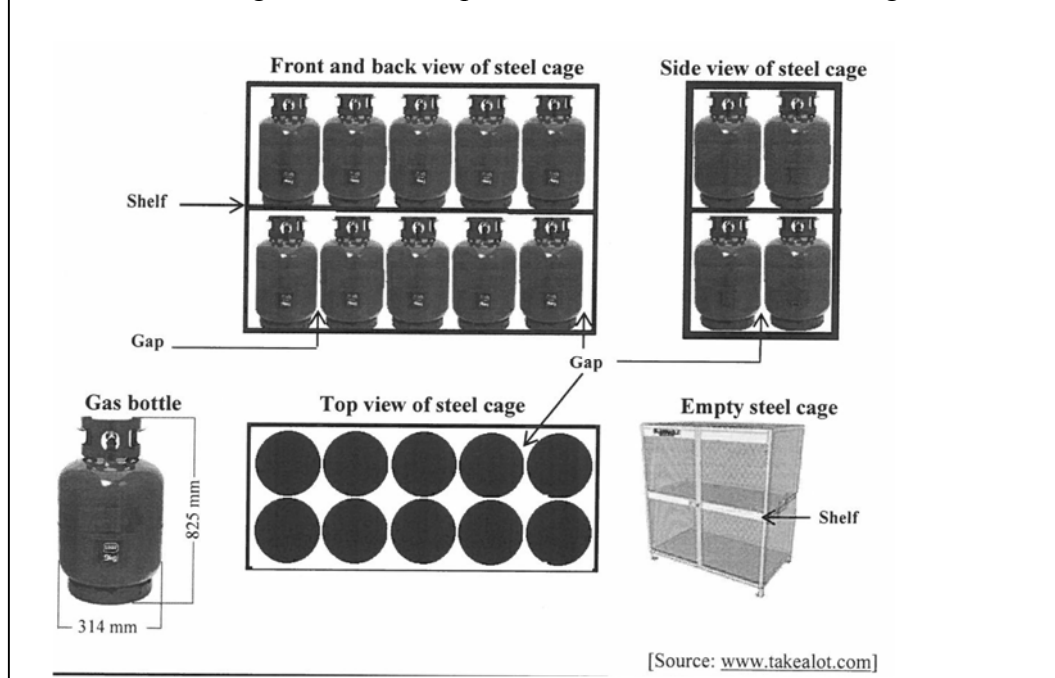 Front and back view of steel cage
Side view of steel cage
Shelf
Gap
Gap
Gas bottle
Top view of steel cage
Empty steel cage
825 mm
Shelf
314 mm
[Source: www.takealot.com]